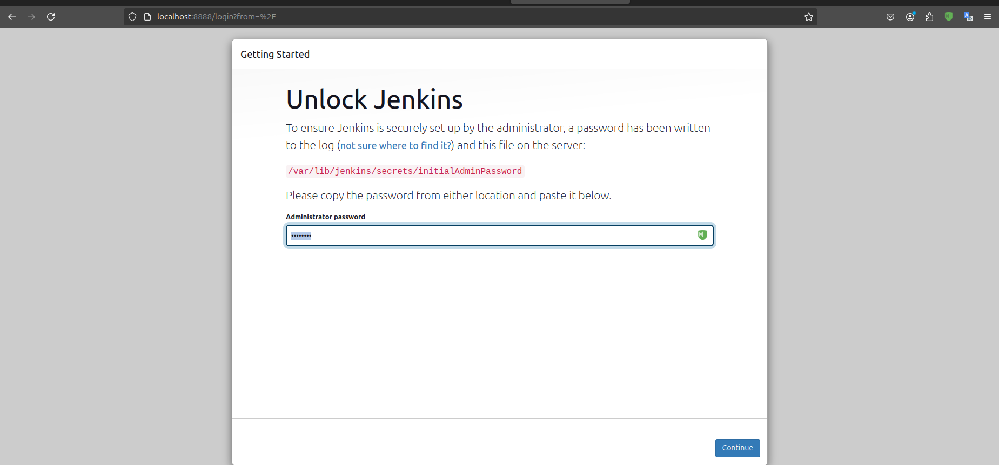 localhost:8888/login?from=%2F
Getting Started
Unlock Jenkins
To ensure Jenkins is securely set up by the administrator, a password has been written
to the log (not sure where to find it?) and this file on the server:
/var/lib/jenkins/secrets/initialAdminPassword
Please copy the password from either location and paste it below.
Administrator password
••••••••
Continue